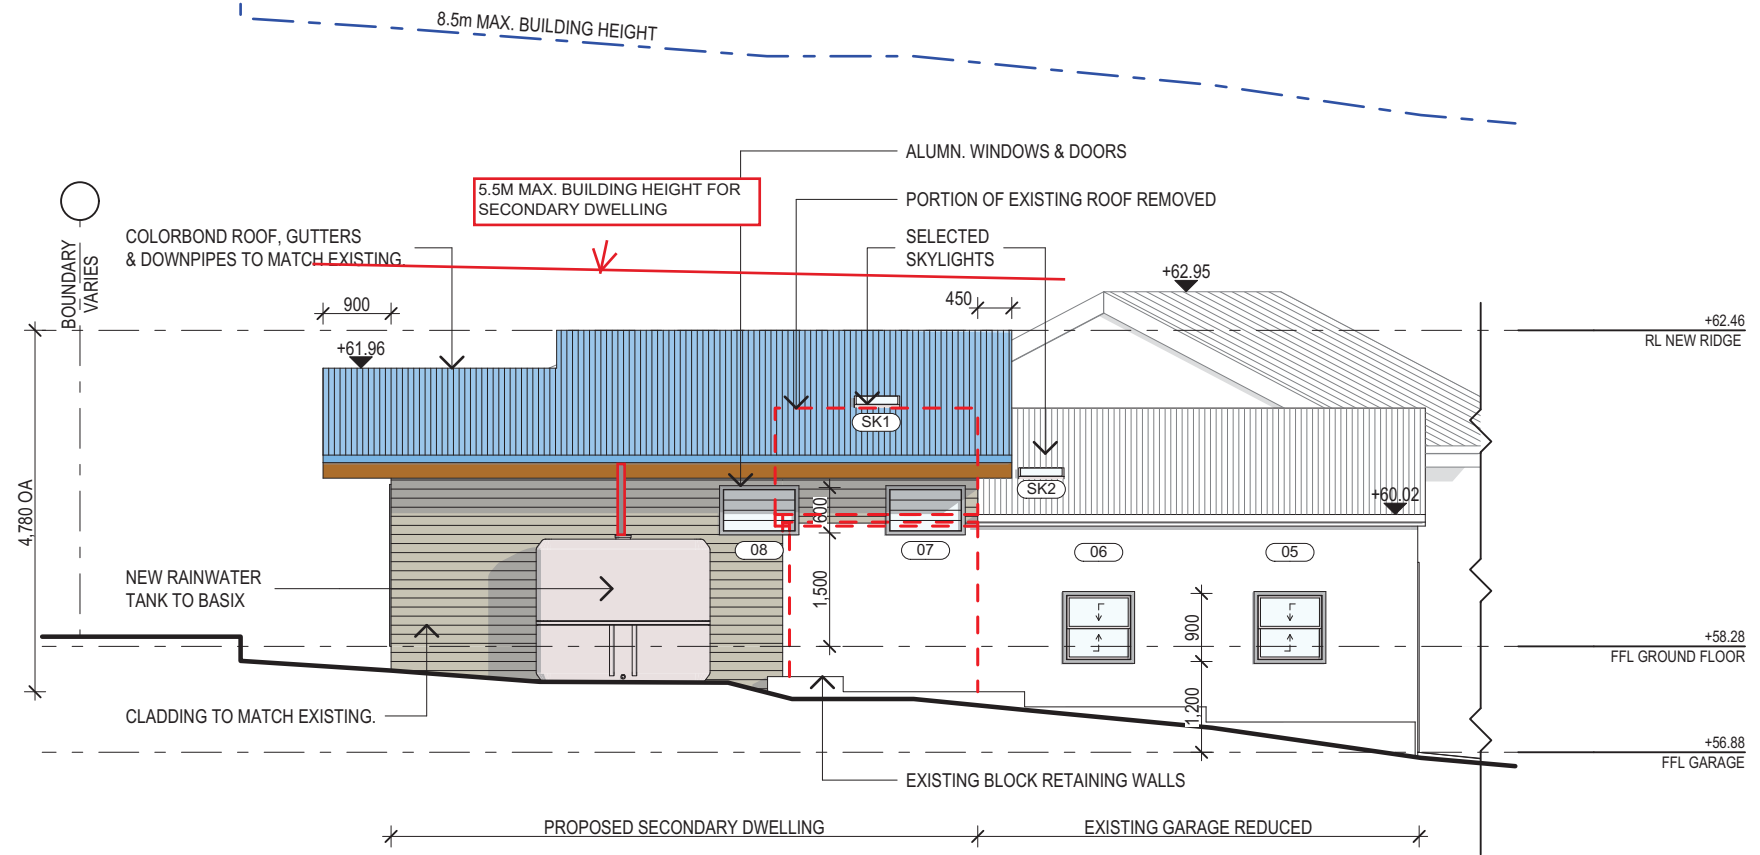 8.5m MAX. BUILDING HEIGHT
ALUMN. WINDOWS & DOORS
5.5M MAX. BUILDING HEIGHT FOR
SECONDARY DWELLING
PORTION OF EXISTING ROOF REMOVED
COLORBOND ROOF, GUTTERS
& DOWNPIPES TO MATCH EXISTING.
SELECTED
SKYLIGHTS
BOUNDARY
VARIES
+62.95
900
450
+62.46
RL NEW RIDGE
+61.96
SK1
SK2
+60.02
4,780 OA
600
08
07
06
05
NEW RAINWATER
TANK TO BASIX
1,500
900
+58.28
FFL GROUND FLOOR
CLADDING TO MATCH EXISTING.
1,200
+56.88
FFL GARAGE
EXISTING BLOCK RETAINING WALLS
PROPOSED SECONDARY DWELLING
EXISTING GARAGE REDUCED